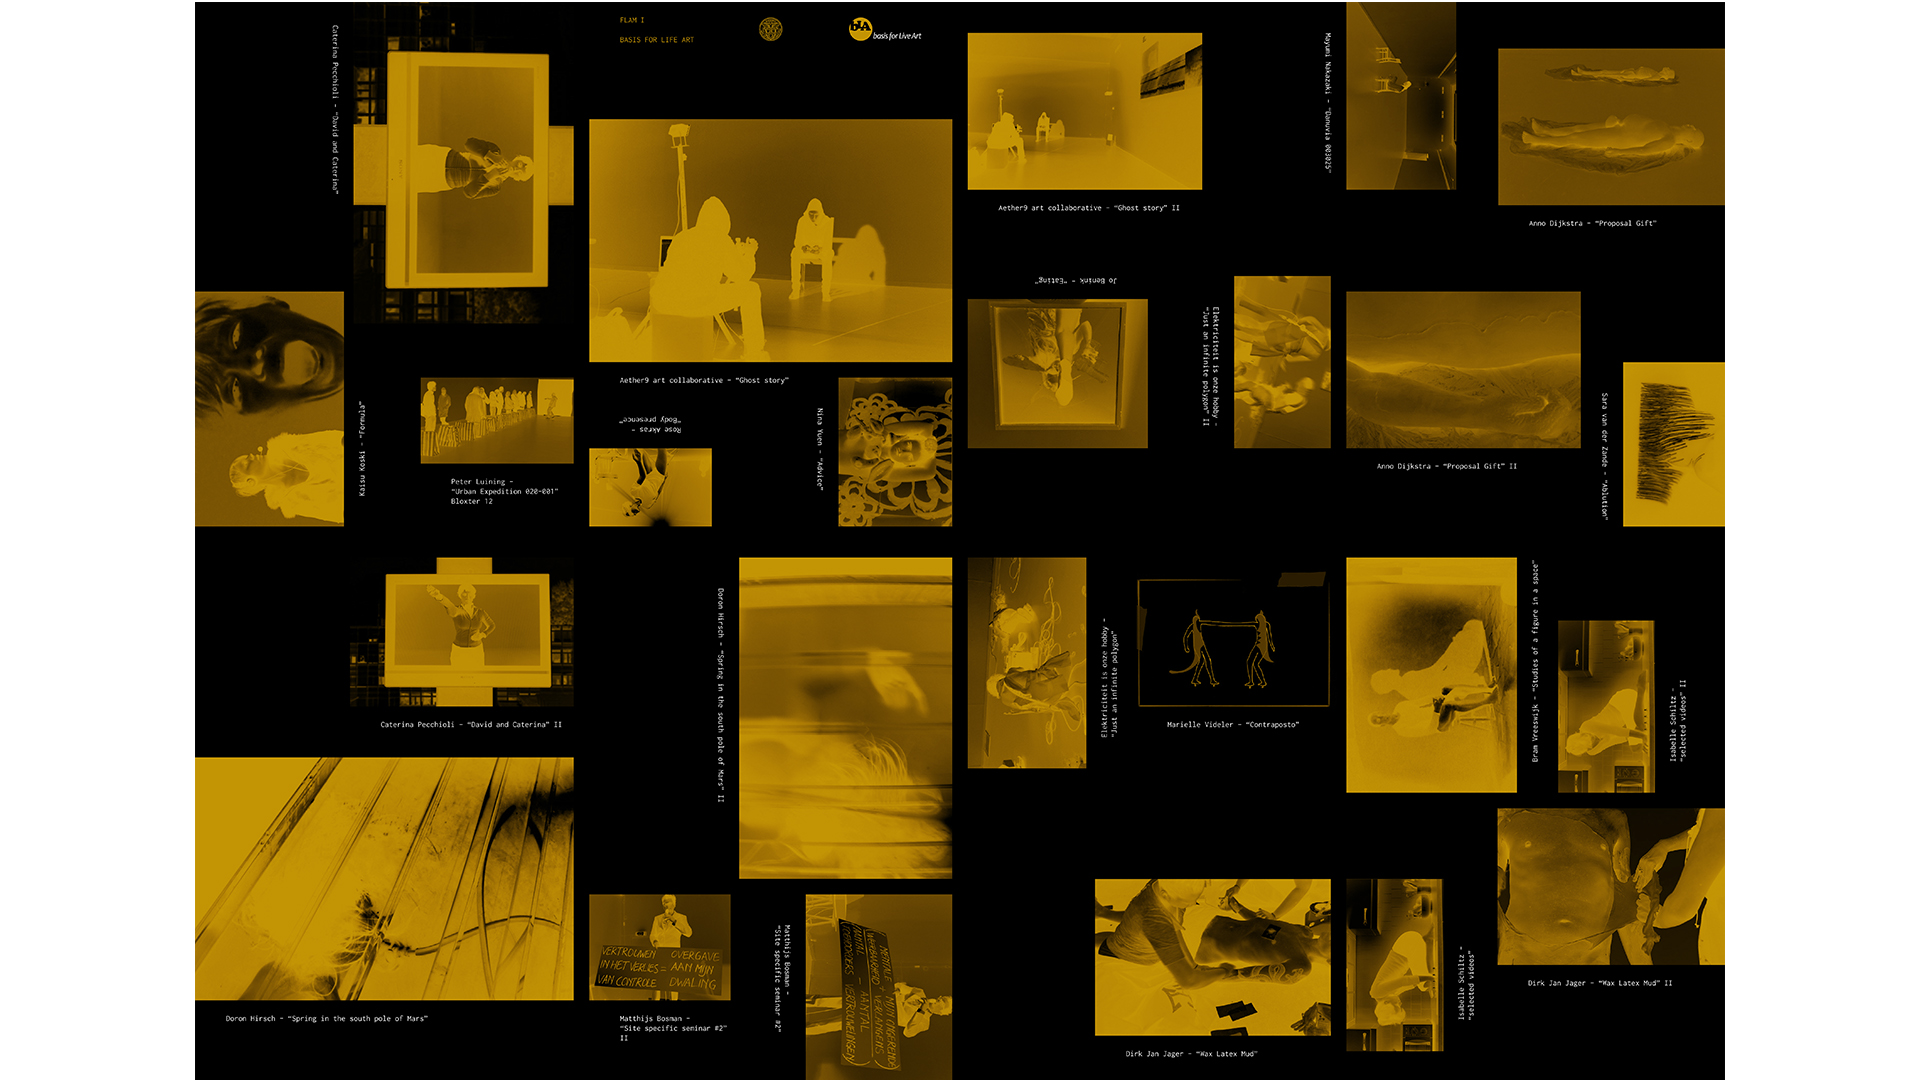 FLAM I
BASIS FOR LIFE ART
bLA
basis for Live Art
Caterina Pecchioli – “David and Caterina”
Aether9 art collaborative – “Ghost story” II
Mayumi Nakazaki – “Danuvia 003025”
Anno Dijkstra – “Proposal Gift”
Jo Benink – “Eating”
Elektriciteit is onze hobby –
“Just an infinite polygon” II
Aether9 art collaborative – “Ghost story”
Kaisu Koski – “Formula”
Peter Luining –
“Urban Expedition 020-001”
Bloxter 12
Rose Akras –
“Body presence”
Nina Yuen – “Advice”
Anno Dijkstra – “Proposal Gift” II
Sara van der Zande – “Ablution”
Caterina Pecchioli – “David and Caterina” II
Doron Hirsch – “Spring in the south pole of Mars” II
Elektriciteit is onze hobby –
“Just an infinite polygon”
Marielle Videler – “Contraposto”
Bram Vreeswijk – “Studies of a figure in a space”
Isabelle Schiltz –
“selected videos” II
Doron Hirsch – “Spring in the south pole of Mars”
VERTROUWEN OVERGAVE
IN HET VERLIES = AAN MIJN
VAN CONTROLE DWALING
Matthijs Bosman –
“Site specific seminar #2”
II
Matthijs Bosman –
“Site specific seminar #2”
Dirk Jan Jager – “Wax Latex Mud”
Isabelle Schiltz –
“selected videos”
Dirk Jan Jager – “Wax Latex Mud” II